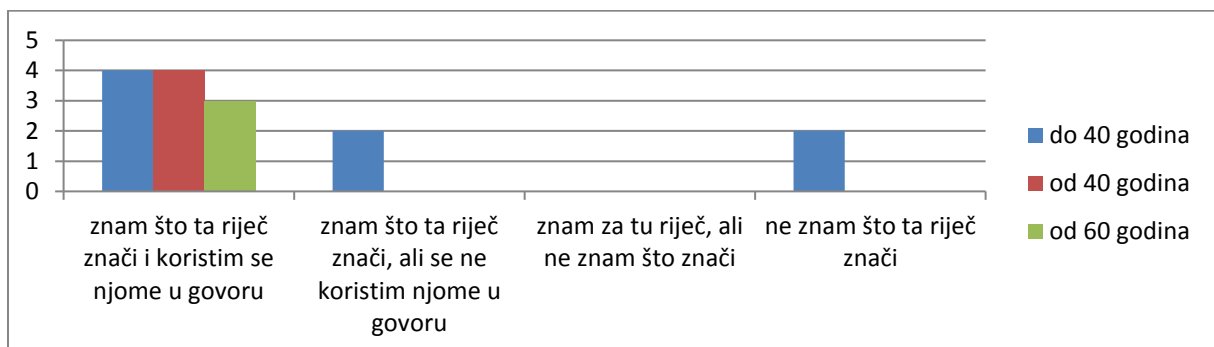 5
4
3
2
1
0
znam što ta riječ
znači i koristim se
njome u govoru
znam što ta riječ
znači, ali se ne
koristim njome u
govoru
znam za tu riječ, ali
ne znam što znači
ne znam što ta riječ
znači
do 40 godina
od 40 godina
od 60 godina